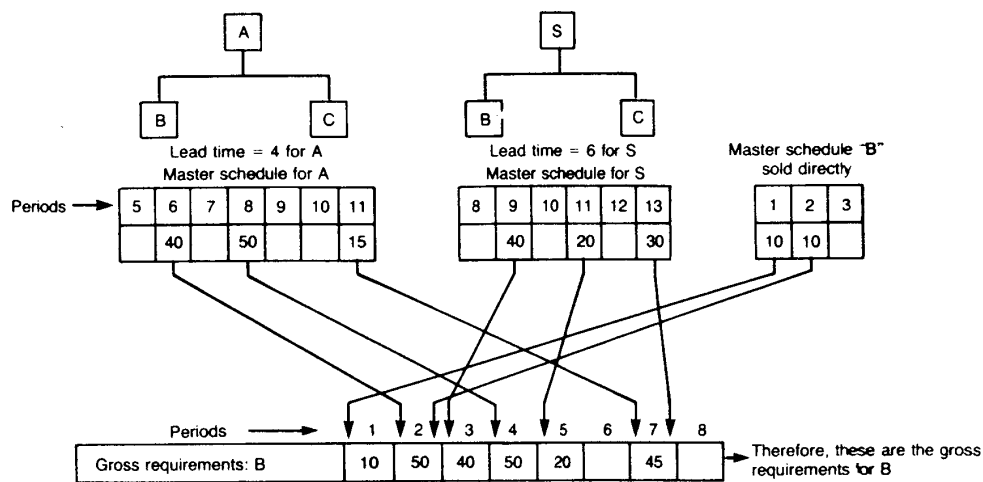 A S
B C B C
Lead time = 4 for A Lead time = 6 for S Master schedule "B"
Master schedule for A Master schedule for S sold directly
Periods 5 6 7 8 9 10 11 8 9 10 11 12 13 1 2 3
40 50 15 40 20 30 10 10
Periods 1 2 3 4 5 6 7 8
Gross requirements: B 10 50 40 50 20 45 Therefore, these are the gross
requirements for B